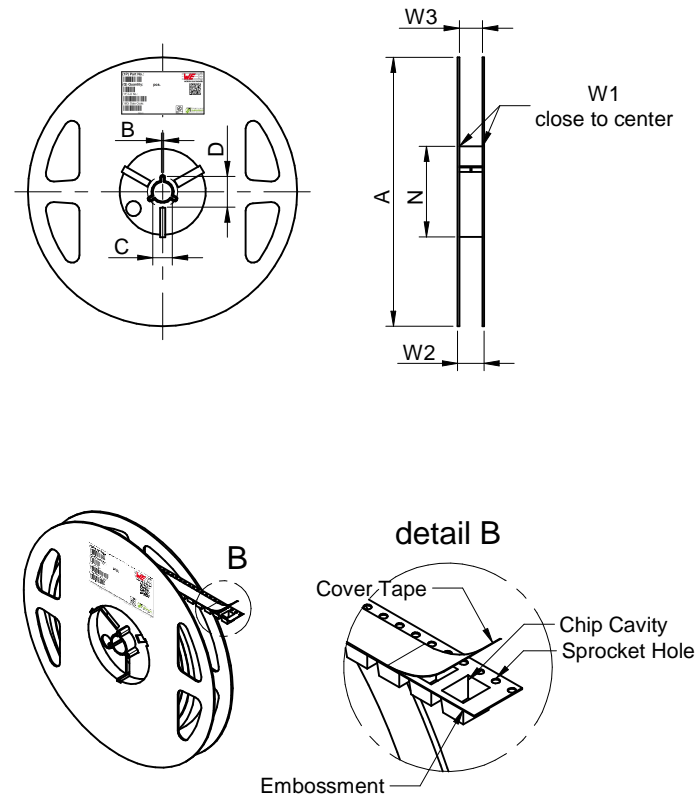 W3
W1
close to center
B
D
A
N
C
W2
B
detail B
Cover Tape
Chip Cavity
Sprocket Hole
Embossment